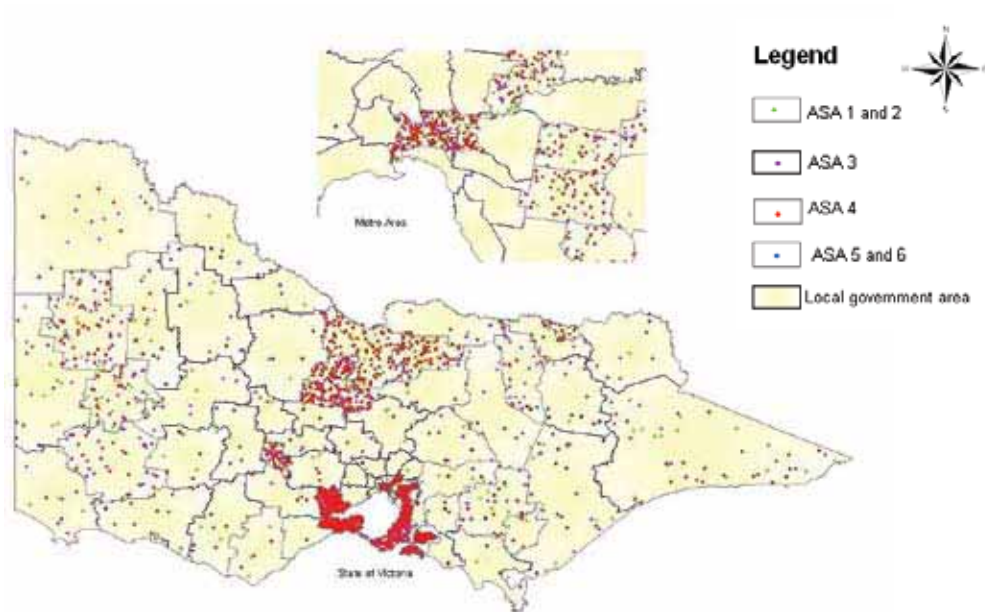 Legend
N
ASA 1 and 2
ASA 3
ASA 4
ASA 5 and 6
Local government area
Metro Area
State of Victoria